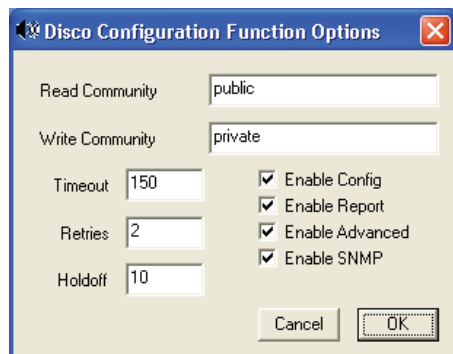 Disco Configuration Function Options
Read Community public
Write Community private
Timeout 150
Retries 2
Holdoff 10
Enable Config
Enable Report
Enable Advanced
Enable SNMP
Cancel OK